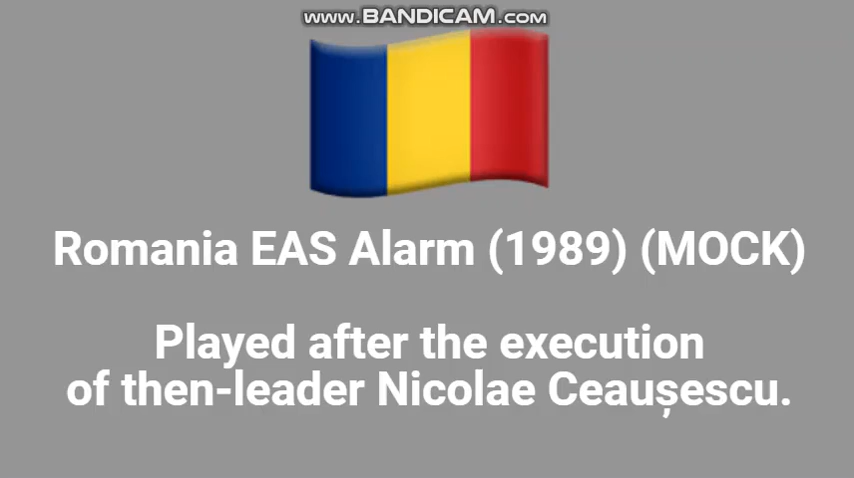 www.BANDICAM.com
Romania EAS Alarm (1989) (MOCK)
Played after the execution
of then-leader Nicolae Ceaușescu.